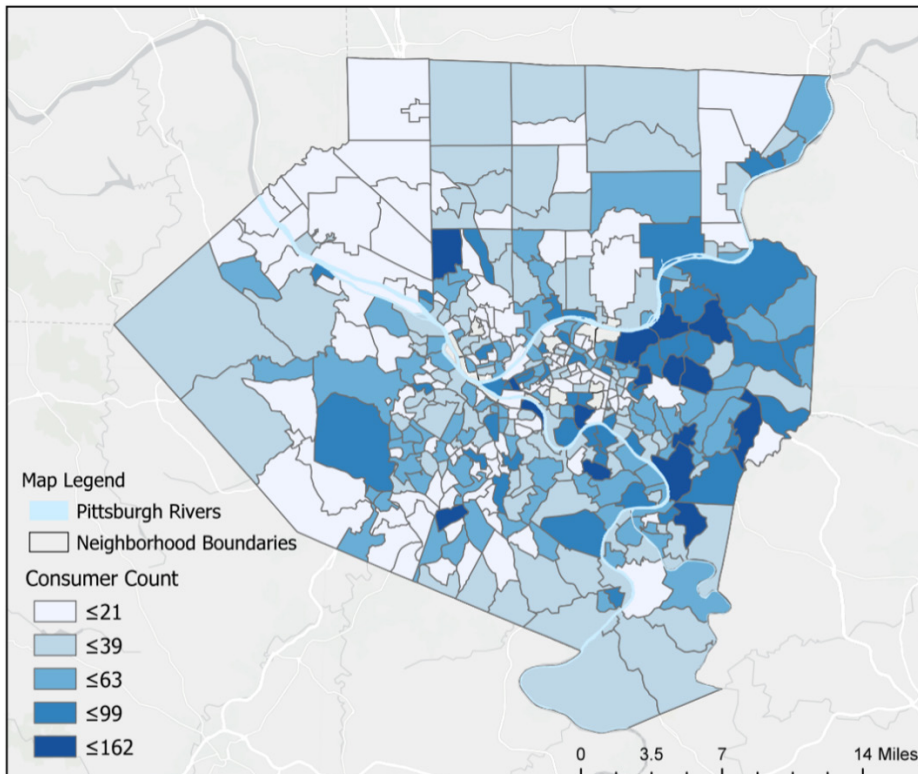 Map Legend
Pittsburgh Rivers
Neighborhood Boundaries
Consumer Count
≤21
≤39
≤63
≤99
≤162
0 3.5 7 14 Miles